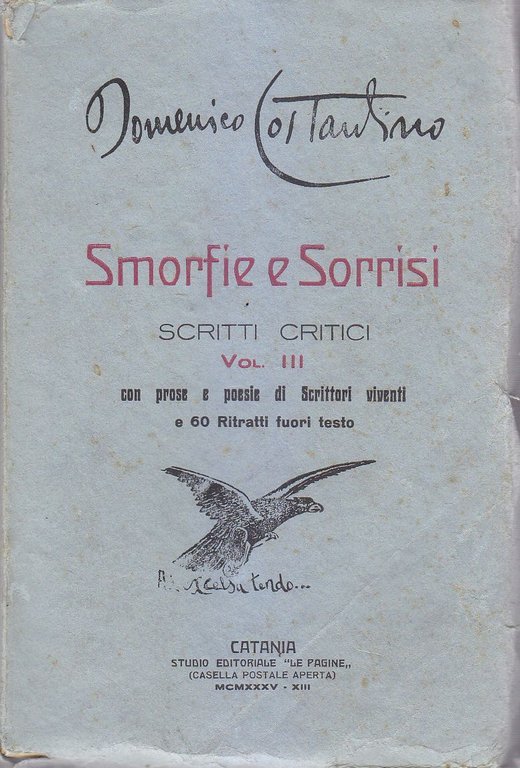 Domenico Costantino
Smorfie e Sorrisi
SCRITTI CRITICI
VOL. III
con prose e poesie di Scrittori viventi
e 60 Ritratti fuori testo
tendo...
CATANIA
STUDIO EDITORIALE "LE PAGINE„
(CASELLA POSTALE APERTA)
MCMXXXV - XIII